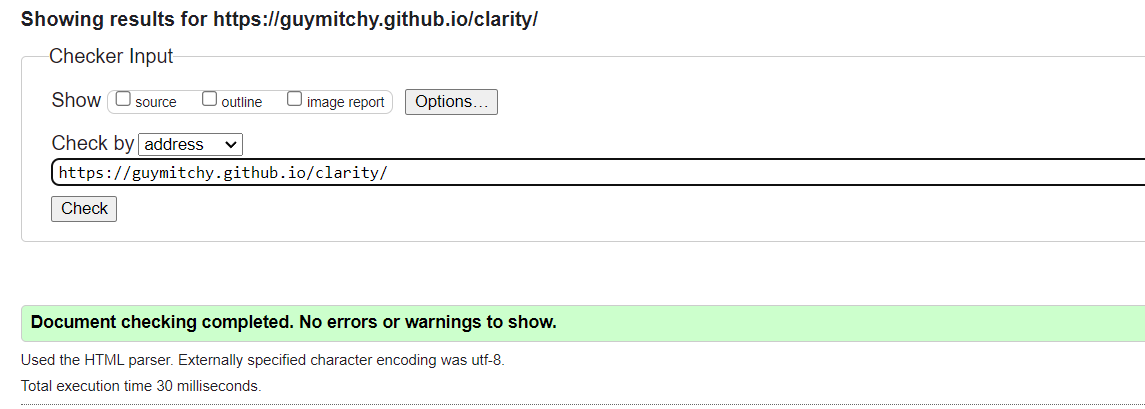 Showing results for https://guymitchy.github.io/clarity/
Checker Input
Show source outline image report Options...
Check by address
https://guymitchy.github.io/clarity/
Check
Document checking completed. No errors or warnings to show.
Used the HTML parser. Externally specified character encoding was utf-8.
Total execution time 30 milliseconds.